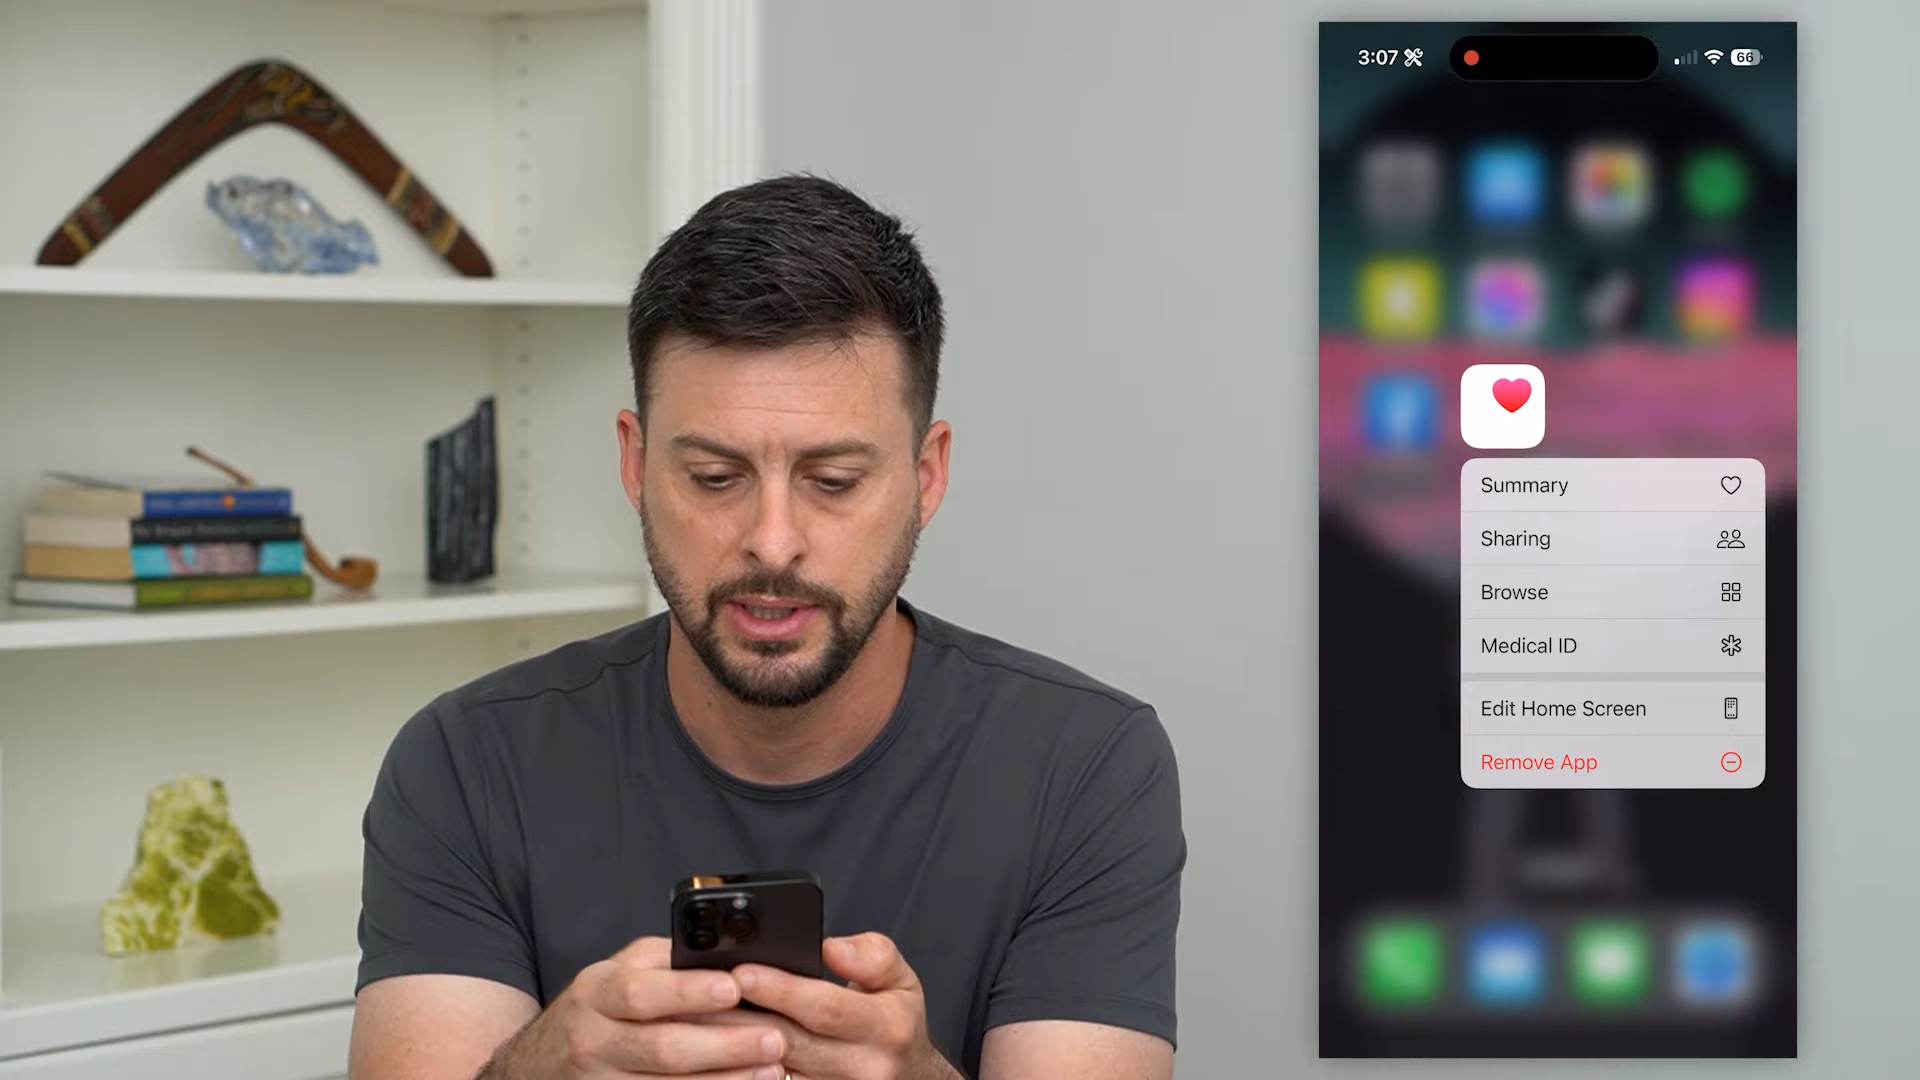 3:07
66
Summary
Sharing
Browse
Medical ID
Edit Home Screen
Remove App